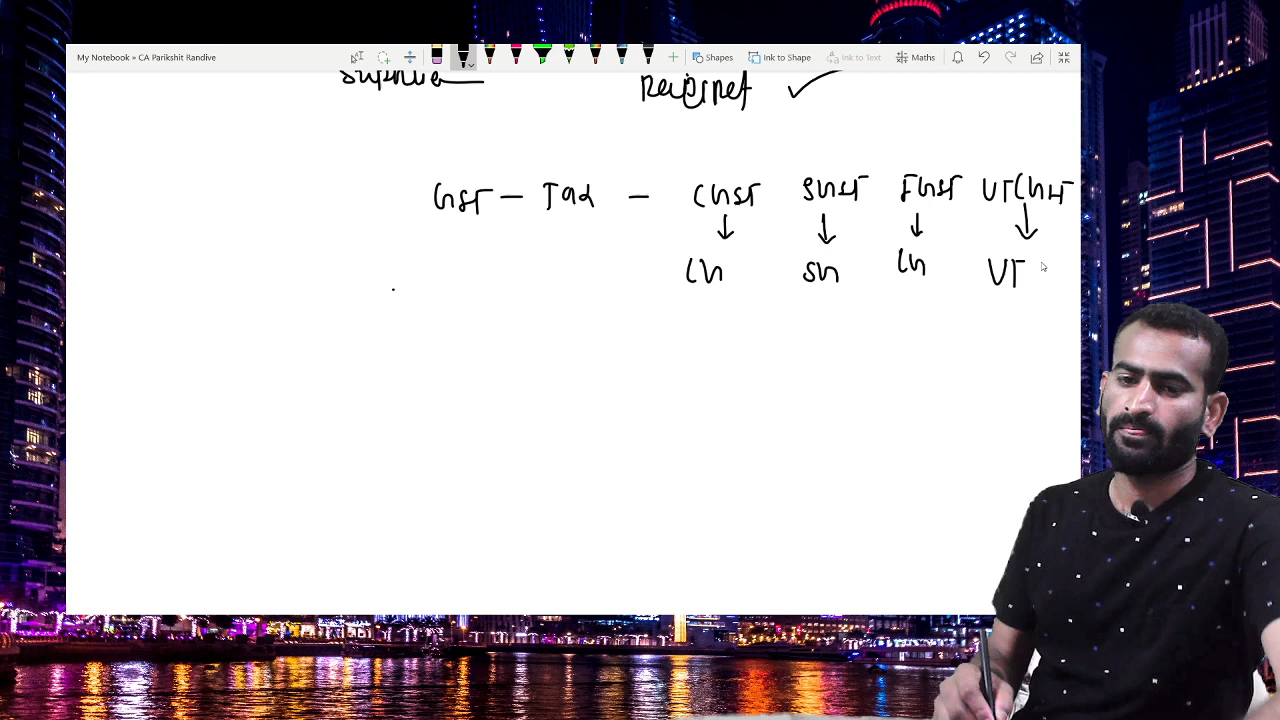 My Notebook » CA Parikshit Randive
Shapes Ink to Shape Ink to Text Maths
Recipient
GST — Tax — CGST SGST IGST UTGST
CG SG CG UT